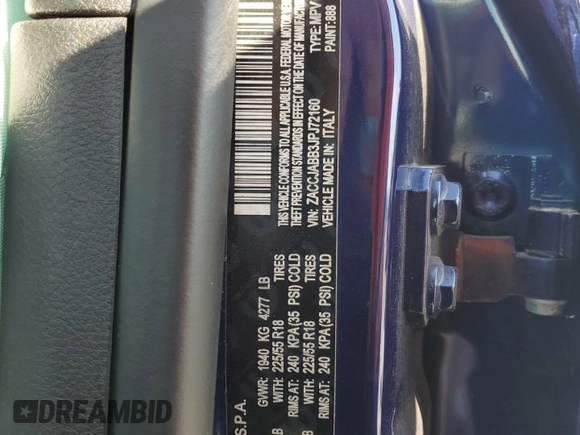 S.P.A.
GVWR: 1940 KG 4277 LB
WITH: 225/55 R18 TIRES
RIMS AT: 240 KPA(35 PSI) COLD
WITH: 225/55 R18 TIRES
RIMS AT: 240 KPA(35 PSI) COLD
LB
LB
THIS VEHICLE CONFORMS TO ALL APPLICABLE U.S.A. FEDERAL MOTOR
THEFT PREVENTION STANDARDS IN EFFECT ON THE DATE OF MANUFACTURE
VIN: ZACCJABB3JPJ72160 TYPE: MPV
VEHICLE MADE IN: ITALY PAINT: 888
DREAMBID